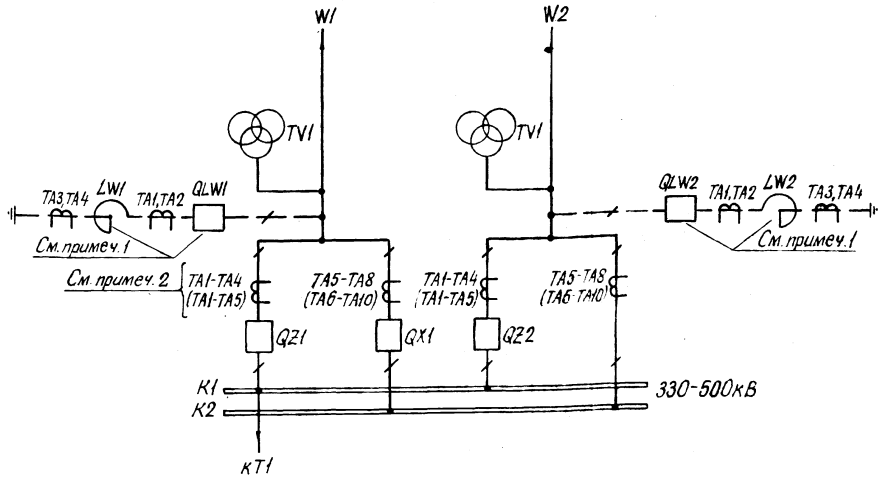 W1
W2
TV1
TV1
TA3,TA4
LW1
TA1,TA2
QLW1
QLW2
TA1,TA2
LW2
TA3,TA4
См. примеч.1
См. примеч.1
См. примеч. 2
TA1-TA4
(TA1-TA5)
TA5-TA8
(TA6-TA10)
TA1-TA4
(TA1-TA5)
TA5-TA8
(TA6-TA10)
QZ1
QX1
QZ2
K1
330-500кВ
K2
кТ1